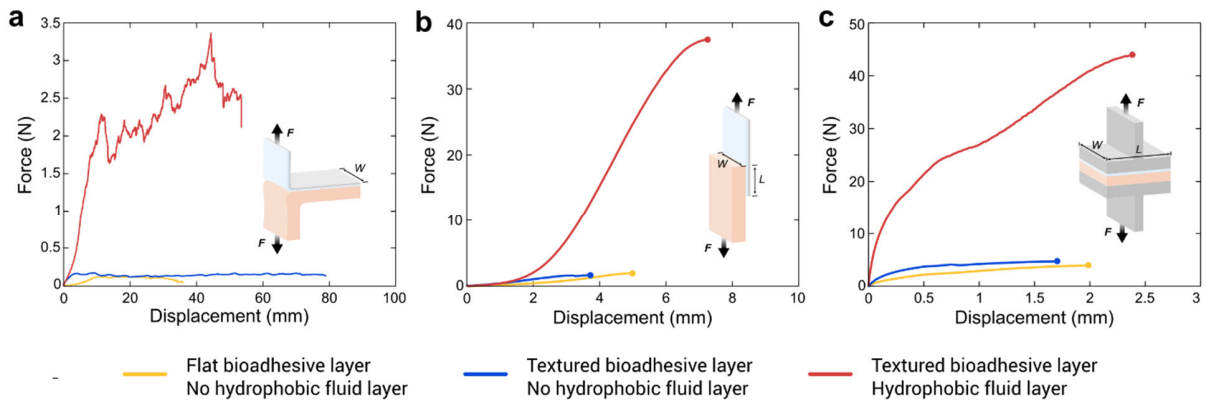 a
3.5
3
2.5
2
1.5
1
0.5
0
Force (N)
0 20 40 60 80 100
Displacement (mm)
F
W
F
b
40
30
20
10
0
Force (N)
0 2 4 6 8 10
Displacement (mm)
F
W
L
F
c
50
40
30
20
10
0
Force (N)
0 0.5 1 1.5 2 2.5 3
Displacement (mm)
F
W L
F
Flat bioadhesive layer
No hydrophobic fluid layer
Textured bioadhesive layer
No hydrophobic fluid layer
Textured bioadhesive layer
Hydrophobic fluid layer